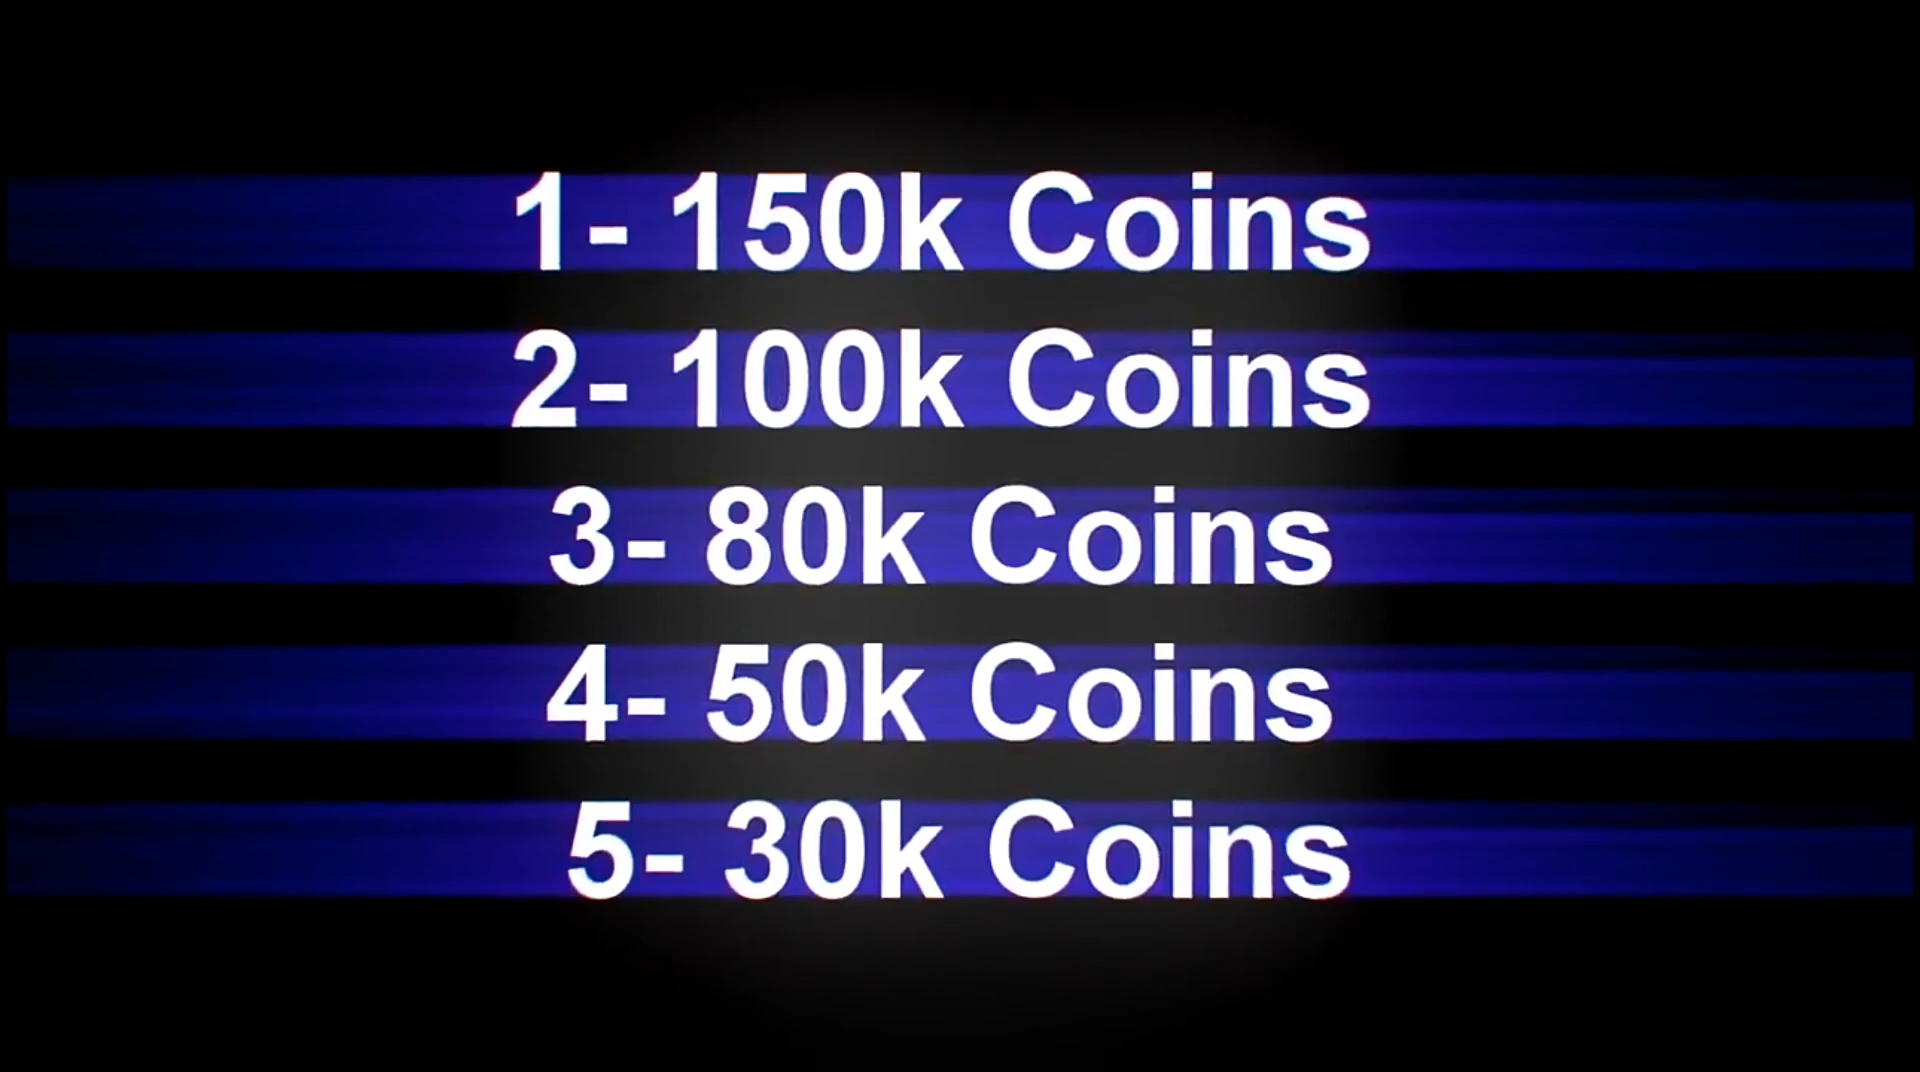 1- 150k Coins
2- 100k Coins
3- 80k Coins
4- 50k Coins
5- 30k Coins